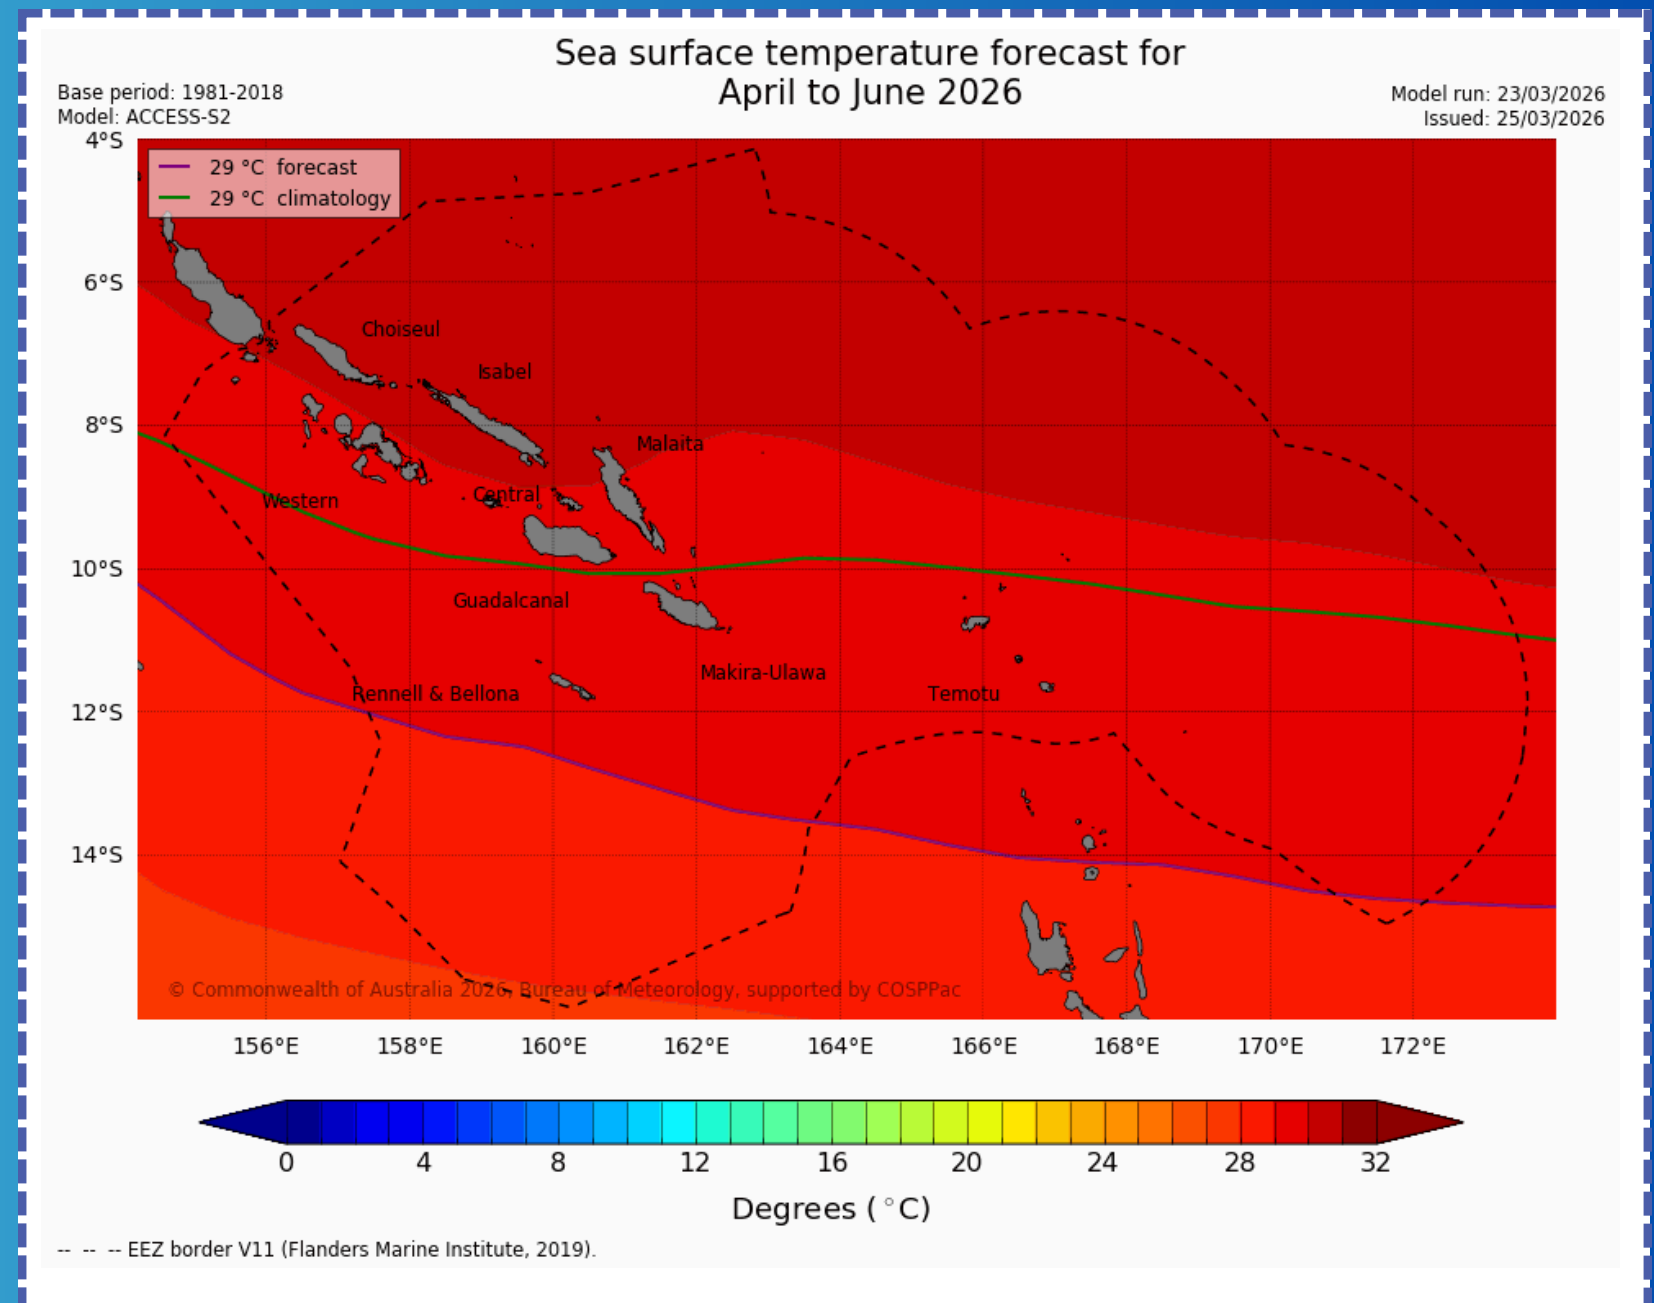 Sea surface temperature forecast for
April to June 2026
Base period: 1981-2018
Model: ACCESS-S2
Model run: 23/03/2026
Issued: 25/03/2026
29 °C forecast
29 °C climatology
4°S
6°S
8°S
10°S
12°S
14°S
Choiseul
Isabel
Malaita
Western
Central
Guadalcanal
Makira-Ulawa
Rennell & Bellona
Temotu
© Commonwealth of Australia 2026, Bureau of Meteorology, supported by COSPPac
156°E 158°E 160°E 162°E 164°E 166°E 168°E 170°E 172°E
0 4 8 12 16 20 24 28 32
Degrees (°C)
-- -- -- EEZ border V11 (Flanders Marine Institute, 2019).